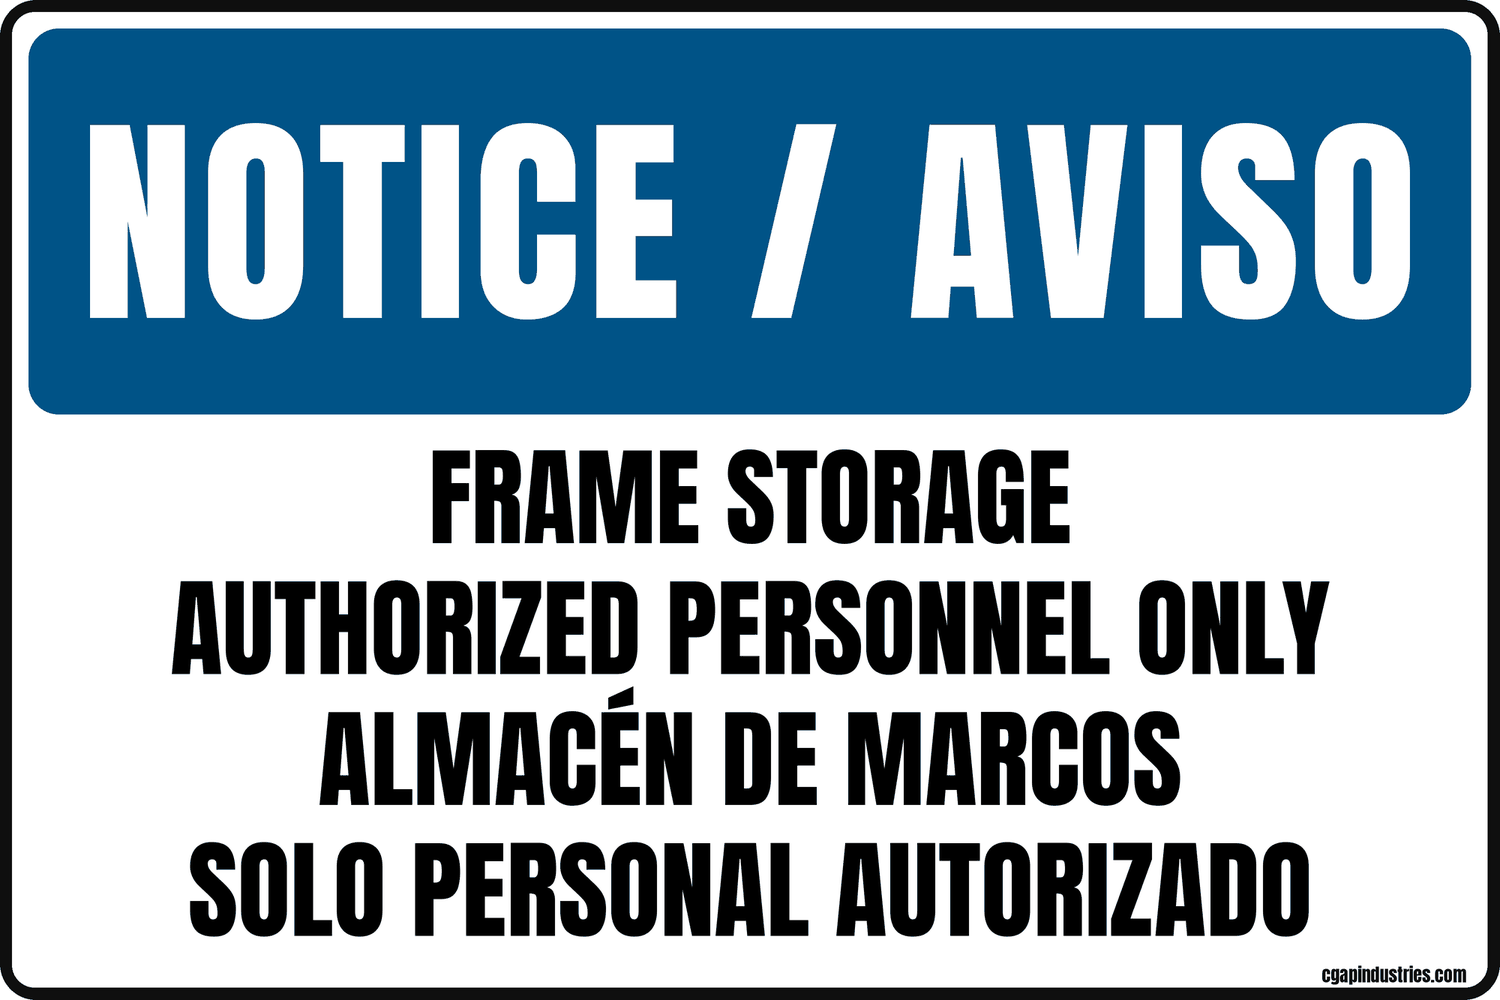 NOTICE / AVISO
FRAME STORAGE
AUTHORIZED PERSONNEL ONLY
ALMACÉN DE MARCOS
SOLO PERSONAL AUTORIZADO
cgapindustries.com